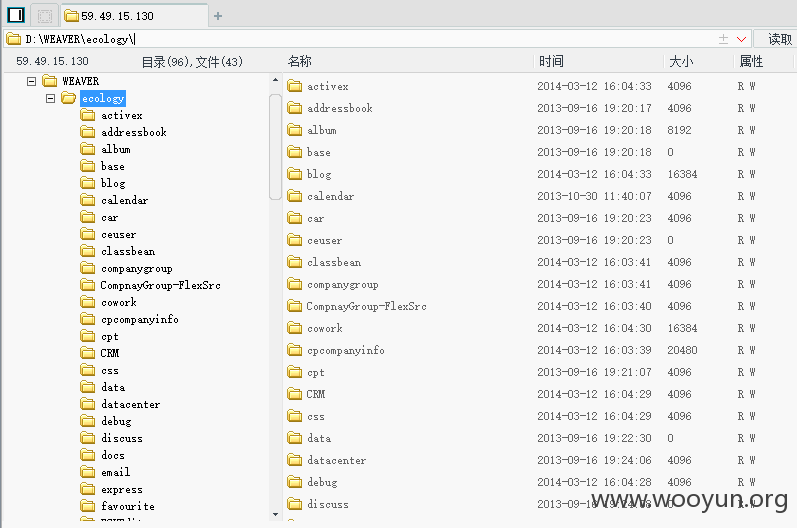 59.49.15.130
D:\WEAVER\ecology\
读取
59.49.15.130 目录(96),文件(43) 名称 时间 大小 属性
WEAVER
ecology
activex
addressbook
album
base
blog
calendar
car
ceuser
classbean
companygroup
CompnayGroup-FlexSrc
cowork
cpcompanyinfo
cpt
CRM
css
data
datacenter
debug
discuss
docs
email
express
favourite
activex 2014-03-12 16:04:33 4096 R W
addressbook 2013-09-16 19:20:17 4096 R W
album 2013-09-16 19:20:18 8192 R W
base 2013-09-16 19:20:18 0 R W
blog 2014-03-12 16:04:33 16384 R W
calendar 2013-10-30 11:40:07 4096 R W
car 2013-09-16 19:20:23 4096 R W
ceuser 2013-09-16 19:20:23 0 R W
classbean 2014-03-12 16:03:41 4096 R W
companygroup 2014-03-12 16:03:41 4096 R W
CompnayGroup-FlexSrc 2014-03-12 16:03:40 4096 R W
cowork 2014-03-12 16:04:30 16384 R W
cpcompanyinfo 2014-03-12 16:03:39 20480 R W
cpt 2013-09-16 19:21:07 4096 R W
CRM 2014-03-12 16:04:29 4096 R W
css 2014-03-12 16:04:29 4096 R W
data 2013-09-16 19:22:30 0 R W
datacenter 2013-09-16 19:24:06 4096 R W
debug 2014-03-12 16:04:28 4096 R W
discuss 2013-09-16
www.wooyun.org